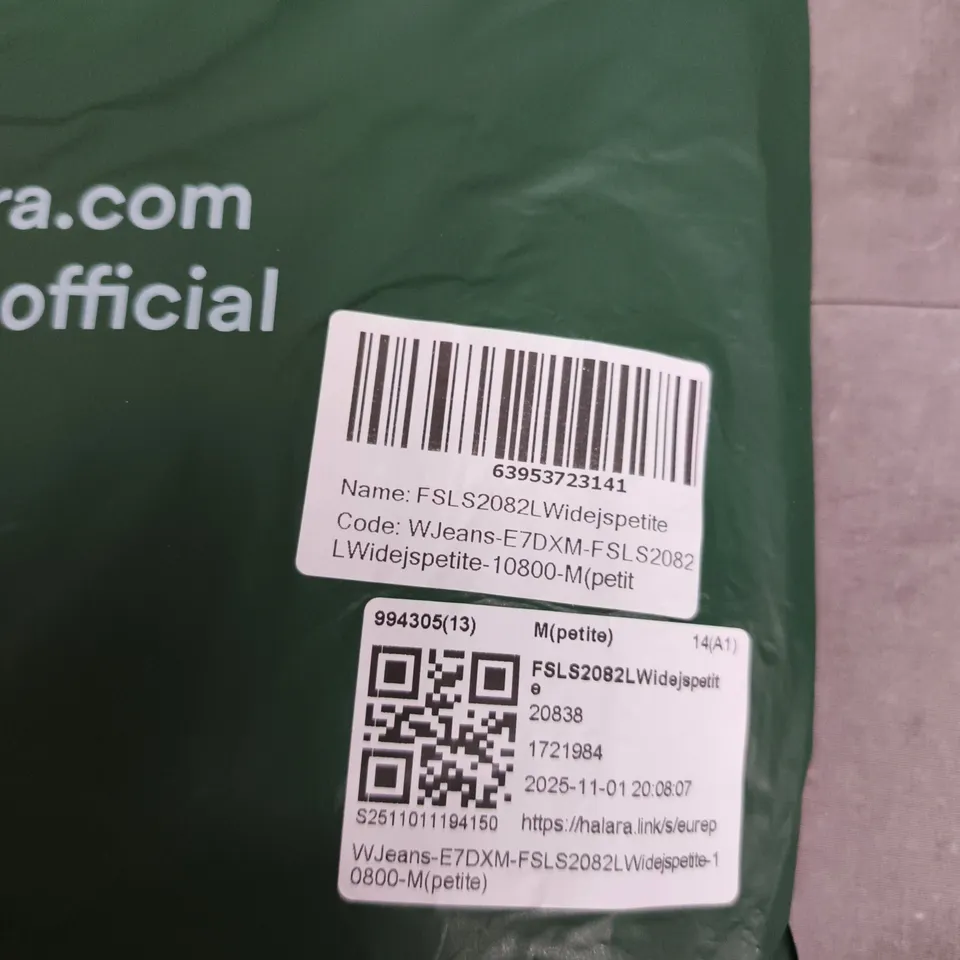 ra.com
official
63953723141
Name: FSLS2082LWidejspetite
Code: WJeans-E7DXM-FSLS2082
LWidejspetite-10800-M(petit
994305(13) M(petite) 14(A1)
FSLS2082LWidejspetit
e
20838
1721984
2025-11-01 20:08:07
S2511011194150 https://halara.link/s/eurep
WJeans-E7DXM-FSLS2082LWidejspetite-1
0800-M(petite)